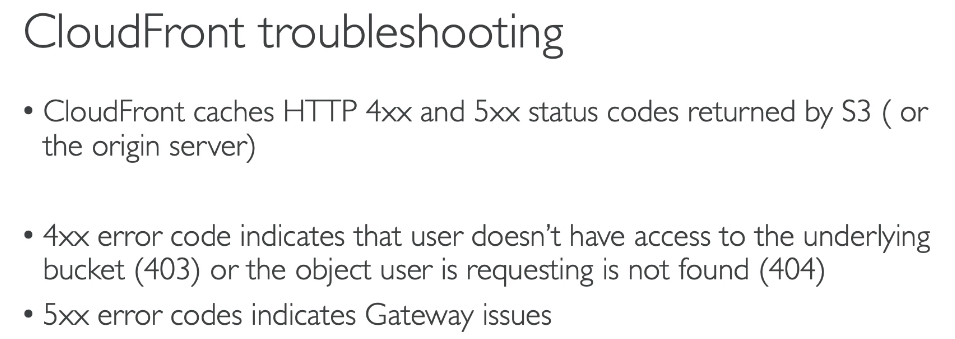 CloudFront troubleshooting
• CloudFront caches HTTP 4xx and 5xx status codes returned by S3 ( or
the origin server)
• 4xx error code indicates that user doesn't have access to the underlying
bucket (403) or the object user is requesting is not found (404)
• 5xx error codes indicates Gateway issues